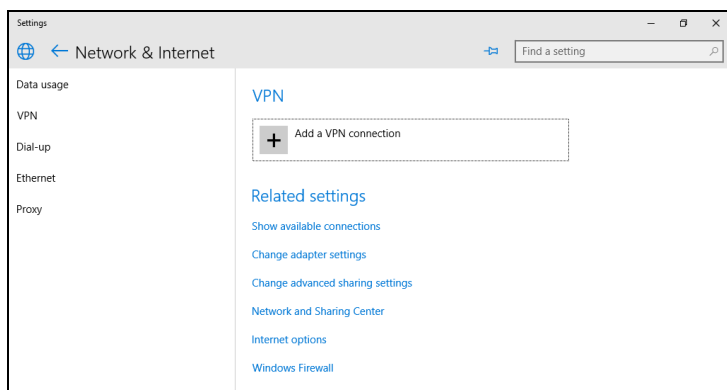 Settings
Network & Internet
Find a setting
Data usage
VPN
Dial-up
Ethernet
Proxy
VPN
Add a VPN connection
Related settings
Show available connections
Change adapter settings
Change advanced sharing settings
Network and Sharing Center
Internet options
Windows Firewall